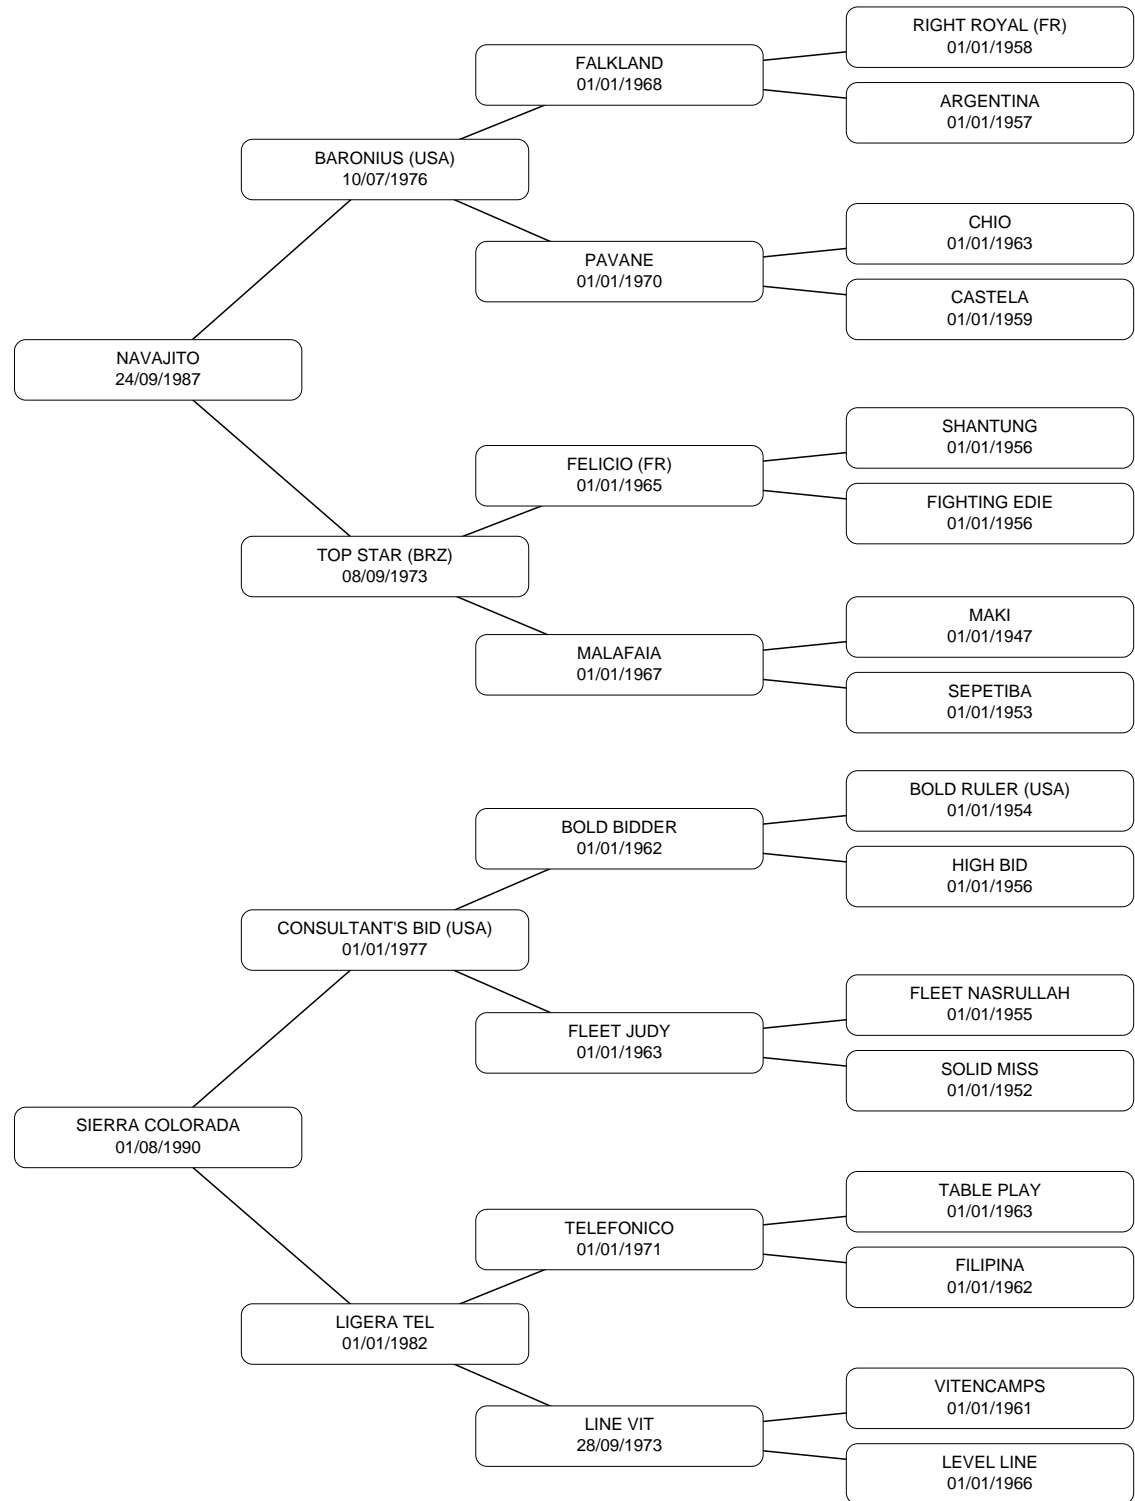 RIGHT ROYAL (FR)
01/01/1958
FALKLAND
01/01/1968
ARGENTINA
01/01/1957
BARONIUS (USA)
10/07/1976
CHIO
01/01/1963
PAVANE
01/01/1970
CASTELA
01/01/1959
NAVAJITO
24/09/1987
SHANTUNG
01/01/1956
FELICIO (FR)
01/01/1965
FIGHTING EDIE
01/01/1956
TOP STAR (BRZ)
08/09/1973
MAKI
01/01/1947
MALAFAIA
01/01/1967
SEPETIBA
01/01/1953
BOLD RULER (USA)
01/01/1954
BOLD BIDDER
01/01/1962
HIGH BID
01/01/1956
CONSULTANT'S BID (USA)
01/01/1977
FLEET NASRULLAH
01/01/1955
FLEET JUDY
01/01/1963
SOLID MISS
01/01/1952
SIERRA COLORADA
01/08/1990
TABLE PLAY
01/01/1963
TELEFONICO
01/01/1971
FILIPINA
01/01/1962
LIGERA TEL
01/01/1982
VITENCAMPS
01/01/1961
LINE VIT
28/09/1973
LEVEL LINE
01/01/1966